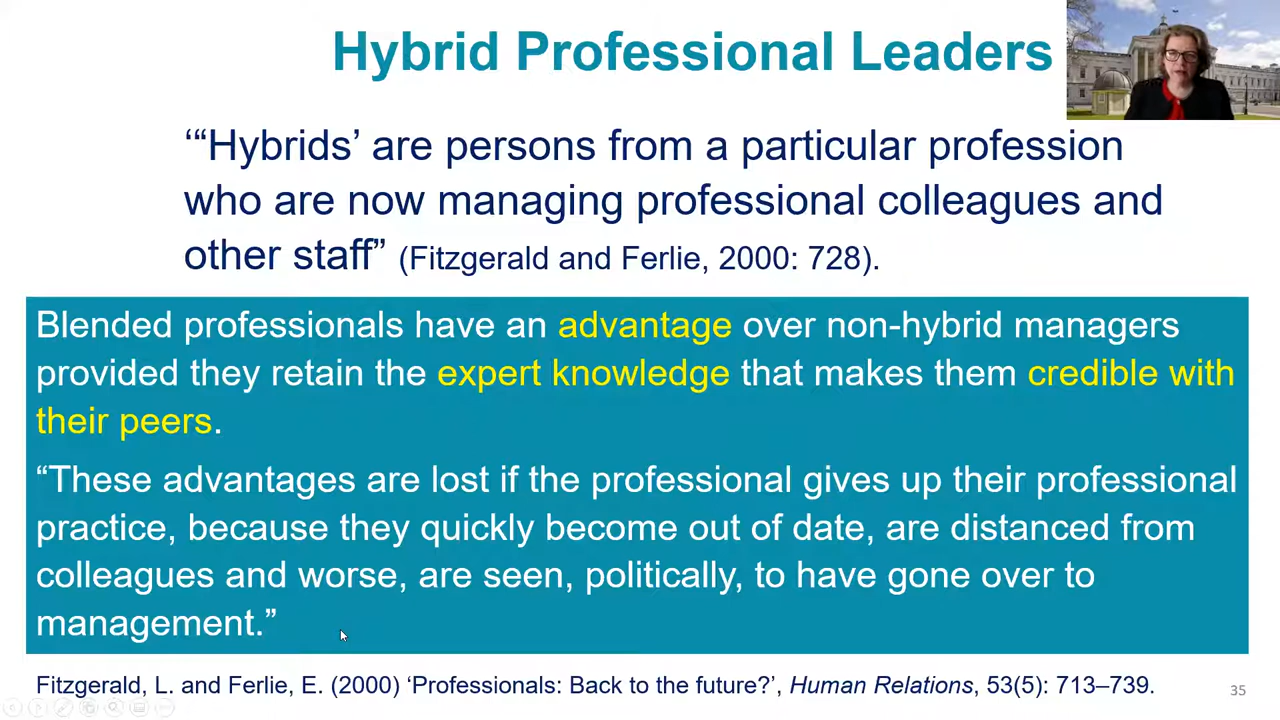 Hybrid Professional Leaders
‘“Hybrids’ are persons from a particular profession
who are now managing professional colleagues and
other staff” (Fitzgerald and Ferlie, 2000: 728).
Blended professionals have an advantage over non-hybrid managers
provided they retain the expert knowledge that makes them credible with
their peers.
“These advantages are lost if the professional gives up their professional
practice, because they quickly become out of date, are distanced from
colleagues and worse, are seen, politically, to have gone over to
management.”
Fitzgerald, L. and Ferlie, E. (2000) ‘Professionals: Back to the future?’, Human Relations, 53(5): 713–739.
35